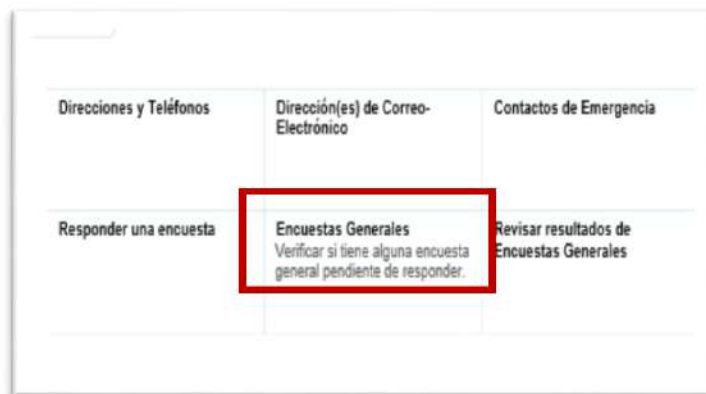 Direcciones y Teléfonos
Dirección(es) de Correo-
Electrónico
Contactos de Emergencia
Responder una encuesta
Encuestas Generales
Verificar si tiene alguna encuesta
general pendiente de responder.
Revisar resultados de
Encuestas Generales